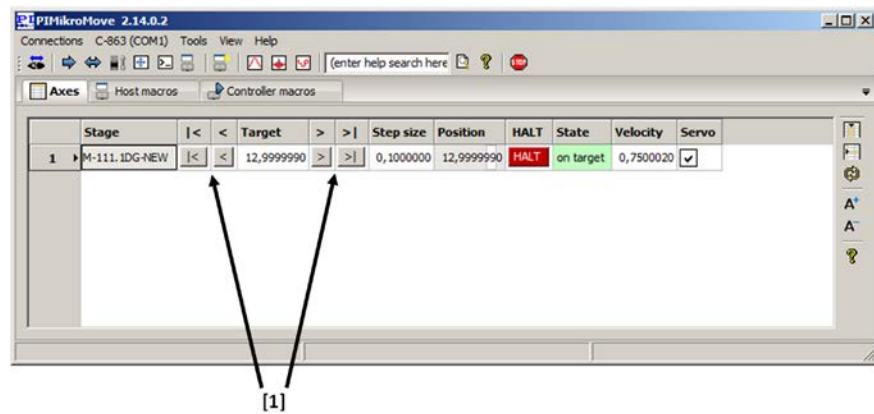 PI PIMikroMove 2.14.0.2
Connections C-863 (COM1) Tools View Help
(enter help search here STOP
Axes Host macros Controller macros
Stage |< < Target > >| Step size Position HALT State Velocity Servo
1 M-111.1DG-NEW |< < 12,9999990 > >| 0,1000000 12,9999990 HALT on target 0,7500020
A+
A-
[1]